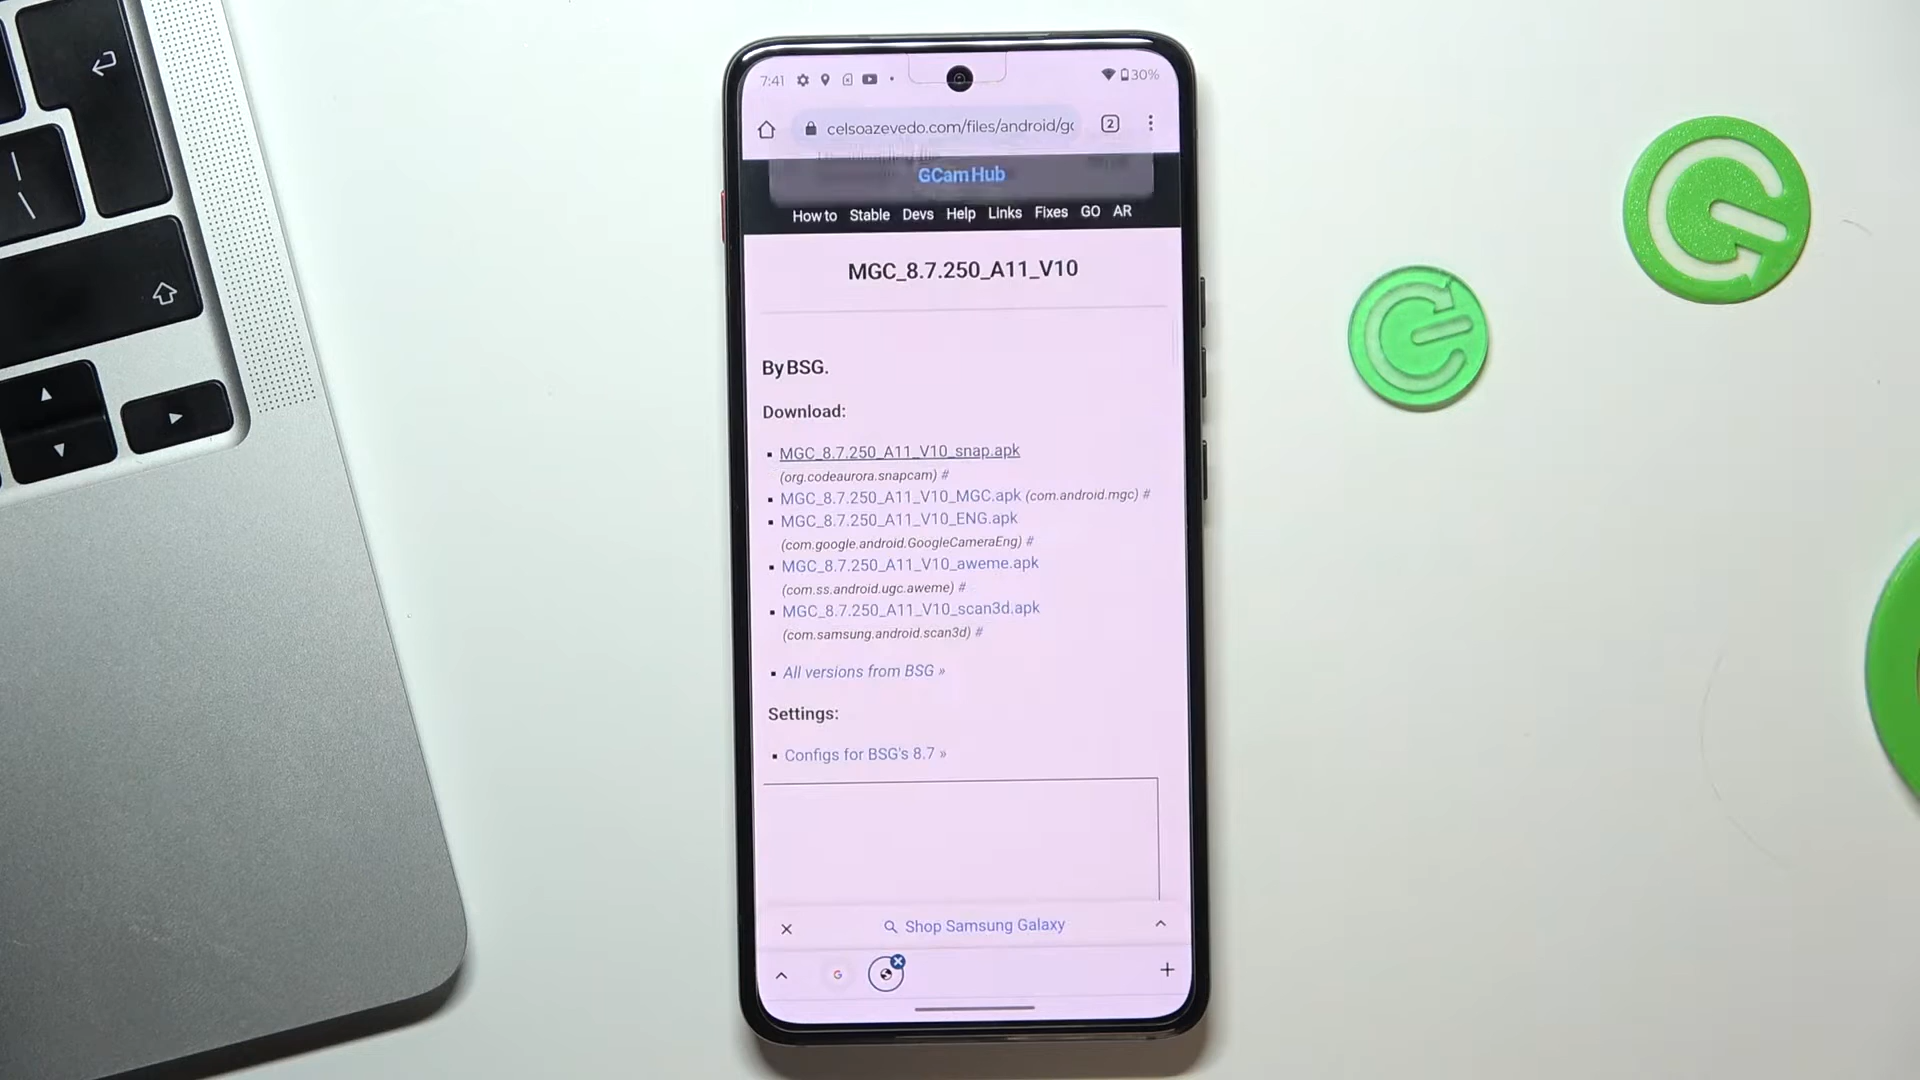 7:41
30%
celsoazevedo.com/files/android/gc
2
GCam Hub
How to Stable Devs Help Links Fixes GO AR
MGC_8.7.250_A11_V10
By BSG.
Download:
MGC_8.7.250_A11_V10_snap.apk
(org.codeaurora.snapcam) #
MGC_8.7.250_A11_V10_MGC.apk (com.android.mgc) #
MGC_8.7.250_A11_V10_ENG.apk
(com.google.android.GoogleCameraEng) #
MGC_8.7.250_A11_V10_aweme.apk
(com.ss.android.ugc.aweme) #
MGC_8.7.250_A11_V10_scan3d.apk
(com.samsung.android.scan3d) #
All versions from BSG »
Settings:
Configs for BSG's 8.7 »
Shop Samsung Galaxy
G